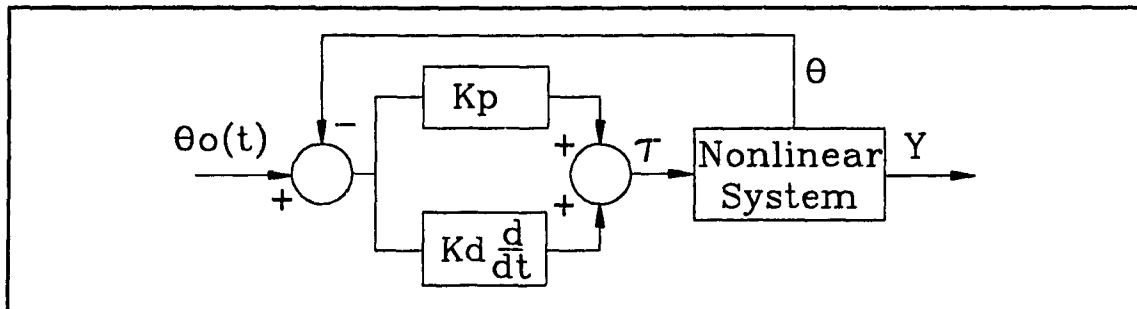 θ
Kp
θo(t)
−
+
+
+
τ
Nonlinear
System
Y
Kd d/dt